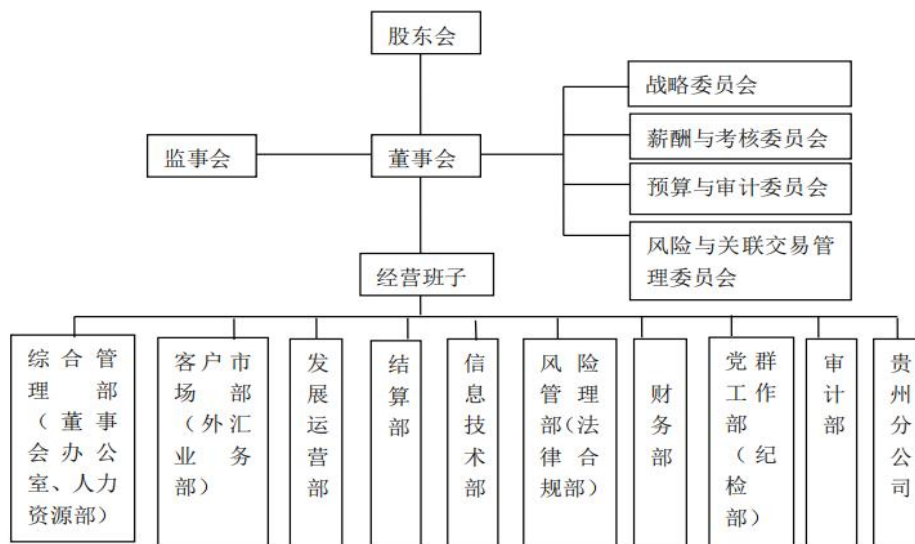 股东会
监事会
董事会
战略委员会
薪酬与考核委员会
预算与审计委员会
风险与关联交易管
理委员会
经营班子
综合管
理部
（董事
会办公
室、人力
资源部）
客户市
场部
（外汇
业务
部）
发
展
运
营
部
结
算
部
信
息
技
术
部
风险
管理
部（法
律合
规部）
财
务
部
党群
工作
部
（纪
检
部）
审
计
部
贵
州
分
公
司